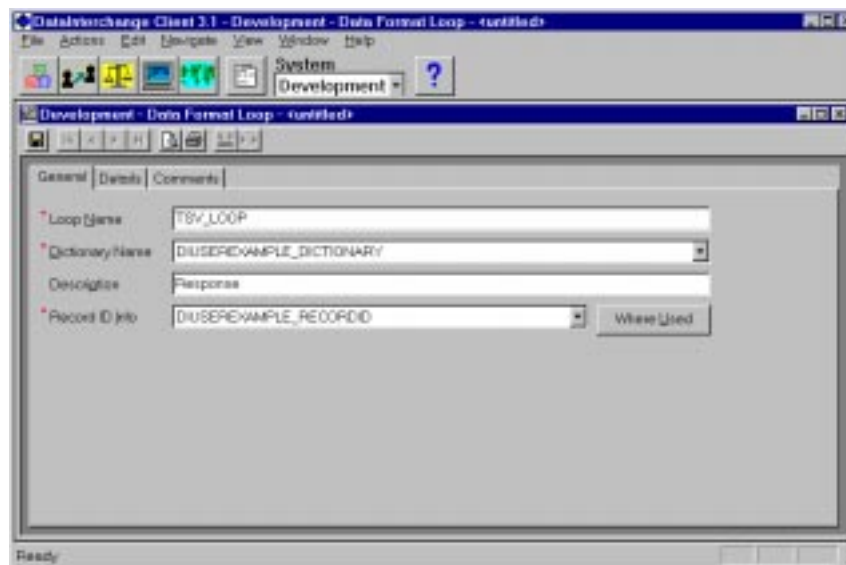 DataInterchange Client 3.1 - Development - Data Format Loop - <untitled>
File Actions Edit Navigate View Window Help
System
Development
Development - Data Format Loop - <untitled>
General Details Comments
*Loop Name TSV_LOOP
*Dictionary Name DIUSEREXAMPLE_DICTIONARY
Description Response
*Record ID Info DIUSEREXAMPLE_RECORDID Where Used
Ready